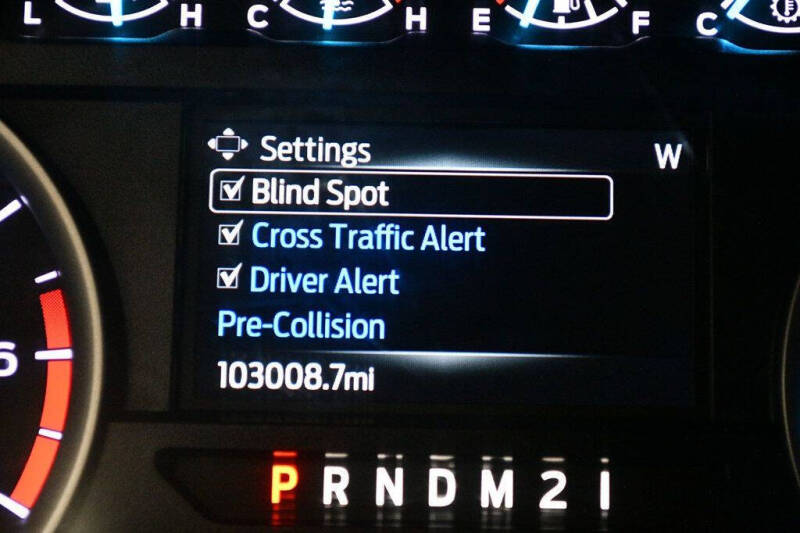 L H C H E F C
Settings W
Blind Spot
Cross Traffic Alert
Driver Alert
Pre-Collision
103008.7mi
6
P R N D M 2 1